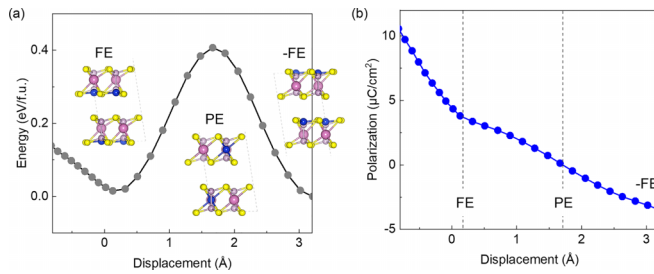 (a)
FE
-FE
PE
Energy (eV/f.u.)
0.4
0.2
0.0
0
1
2
3
Displacement (Å)
(b)
Polarization (μC/cm²)
10
5
0
-5
-FE
FE
PE
0
1
2
3
Displacement (Å)